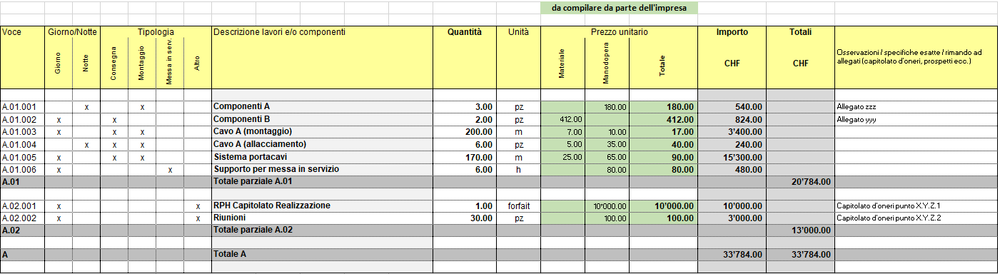 da compilare da parte dell'impresa
Voce Giorno/Notte Tipologia Descrizione lavori e/o componenti Quantità Unità Prezzo unitario Importo Totali
Giorno Notte Consegna Montaggio Messa in serv. Altro Materiale Manodopera Totale CHF CHF Osservazioni / specifiche esatte / rimando ad
allegati (capitolato d'oneri, prospetti ecc.)
A.01.001 x x Componenti A 3.00 pz 180.00 180.00 540.00 Allegato zzz
A.01.002 x x Componenti B 2.00 pz 412.00 412.00 824.00 Allegato yyy
A.01.003 x x x Cavo A (montaggio) 200.00 m 7.00 10.00 17.00 3'400.00
A.01.004 x x x Cavo A (allacciamento) 6.00 pz 5.00 35.00 40.00 240.00
A.01.005 x x x Sistema portacavi 170.00 m 25.00 65.00 90.00 15'300.00
A.01.006 x x Supporto per messa in servizio 6.00 h 80.00 80.00 480.00
A.01 Totale parziale A.01 20'784.00
A.02.001 x x RPH Capitolato Realizzazione 1.00 forfait 10'000.00 10'000.00 10'000.00 Capitolato d'oneri punto X.Y.Z.1
A.02.002 x x Riunioni 30.00 pz 100.00 100.00 3'000.00 Capitolato d'oneri punto X.Y.Z.2
A.02 Totale parziale A.02 13'000.00
A Totale A 33'784.00 33'784.00